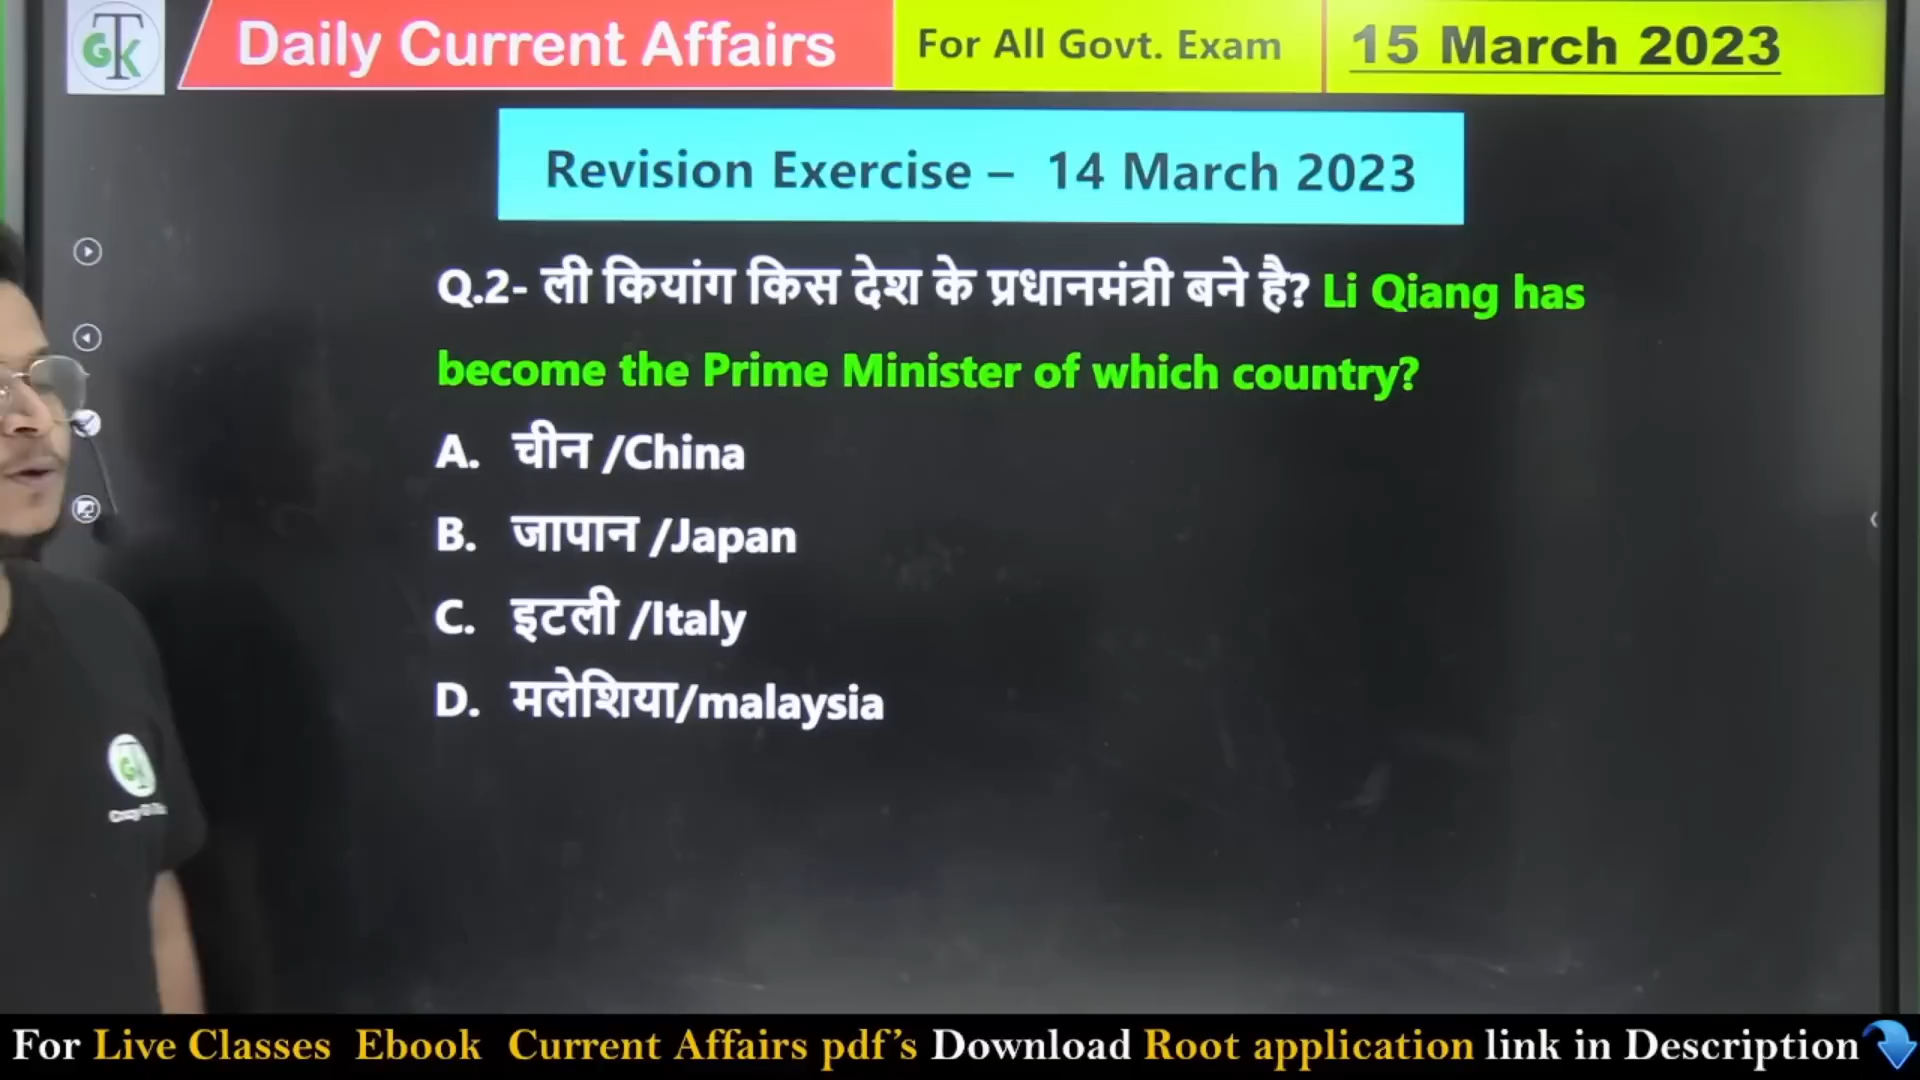 GTK
Daily Current Affairs
For All Govt. Exam
15 March 2023
Revision Exercise – 14 March 2023
Q.2- ली कियांग किस देश के प्रधानमंत्री बने है? Li Qiang has
become the Prime Minister of which country?
A. चीन /China
B. जापान /Japan
C. इटली /Italy
D. मलेशिया/malaysia
GTK
For Live Classes Ebook Current Affairs pdf's Download Root application link in Description